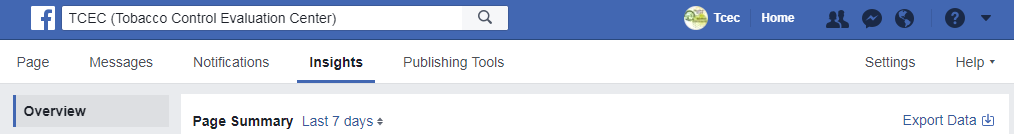 f TCEC (Tobacco Control Evaluation Center) Tcec Home ?
Page Messages Notifications Insights Publishing Tools Settings Help
Overview
Page Summary Last 7 days Export Data